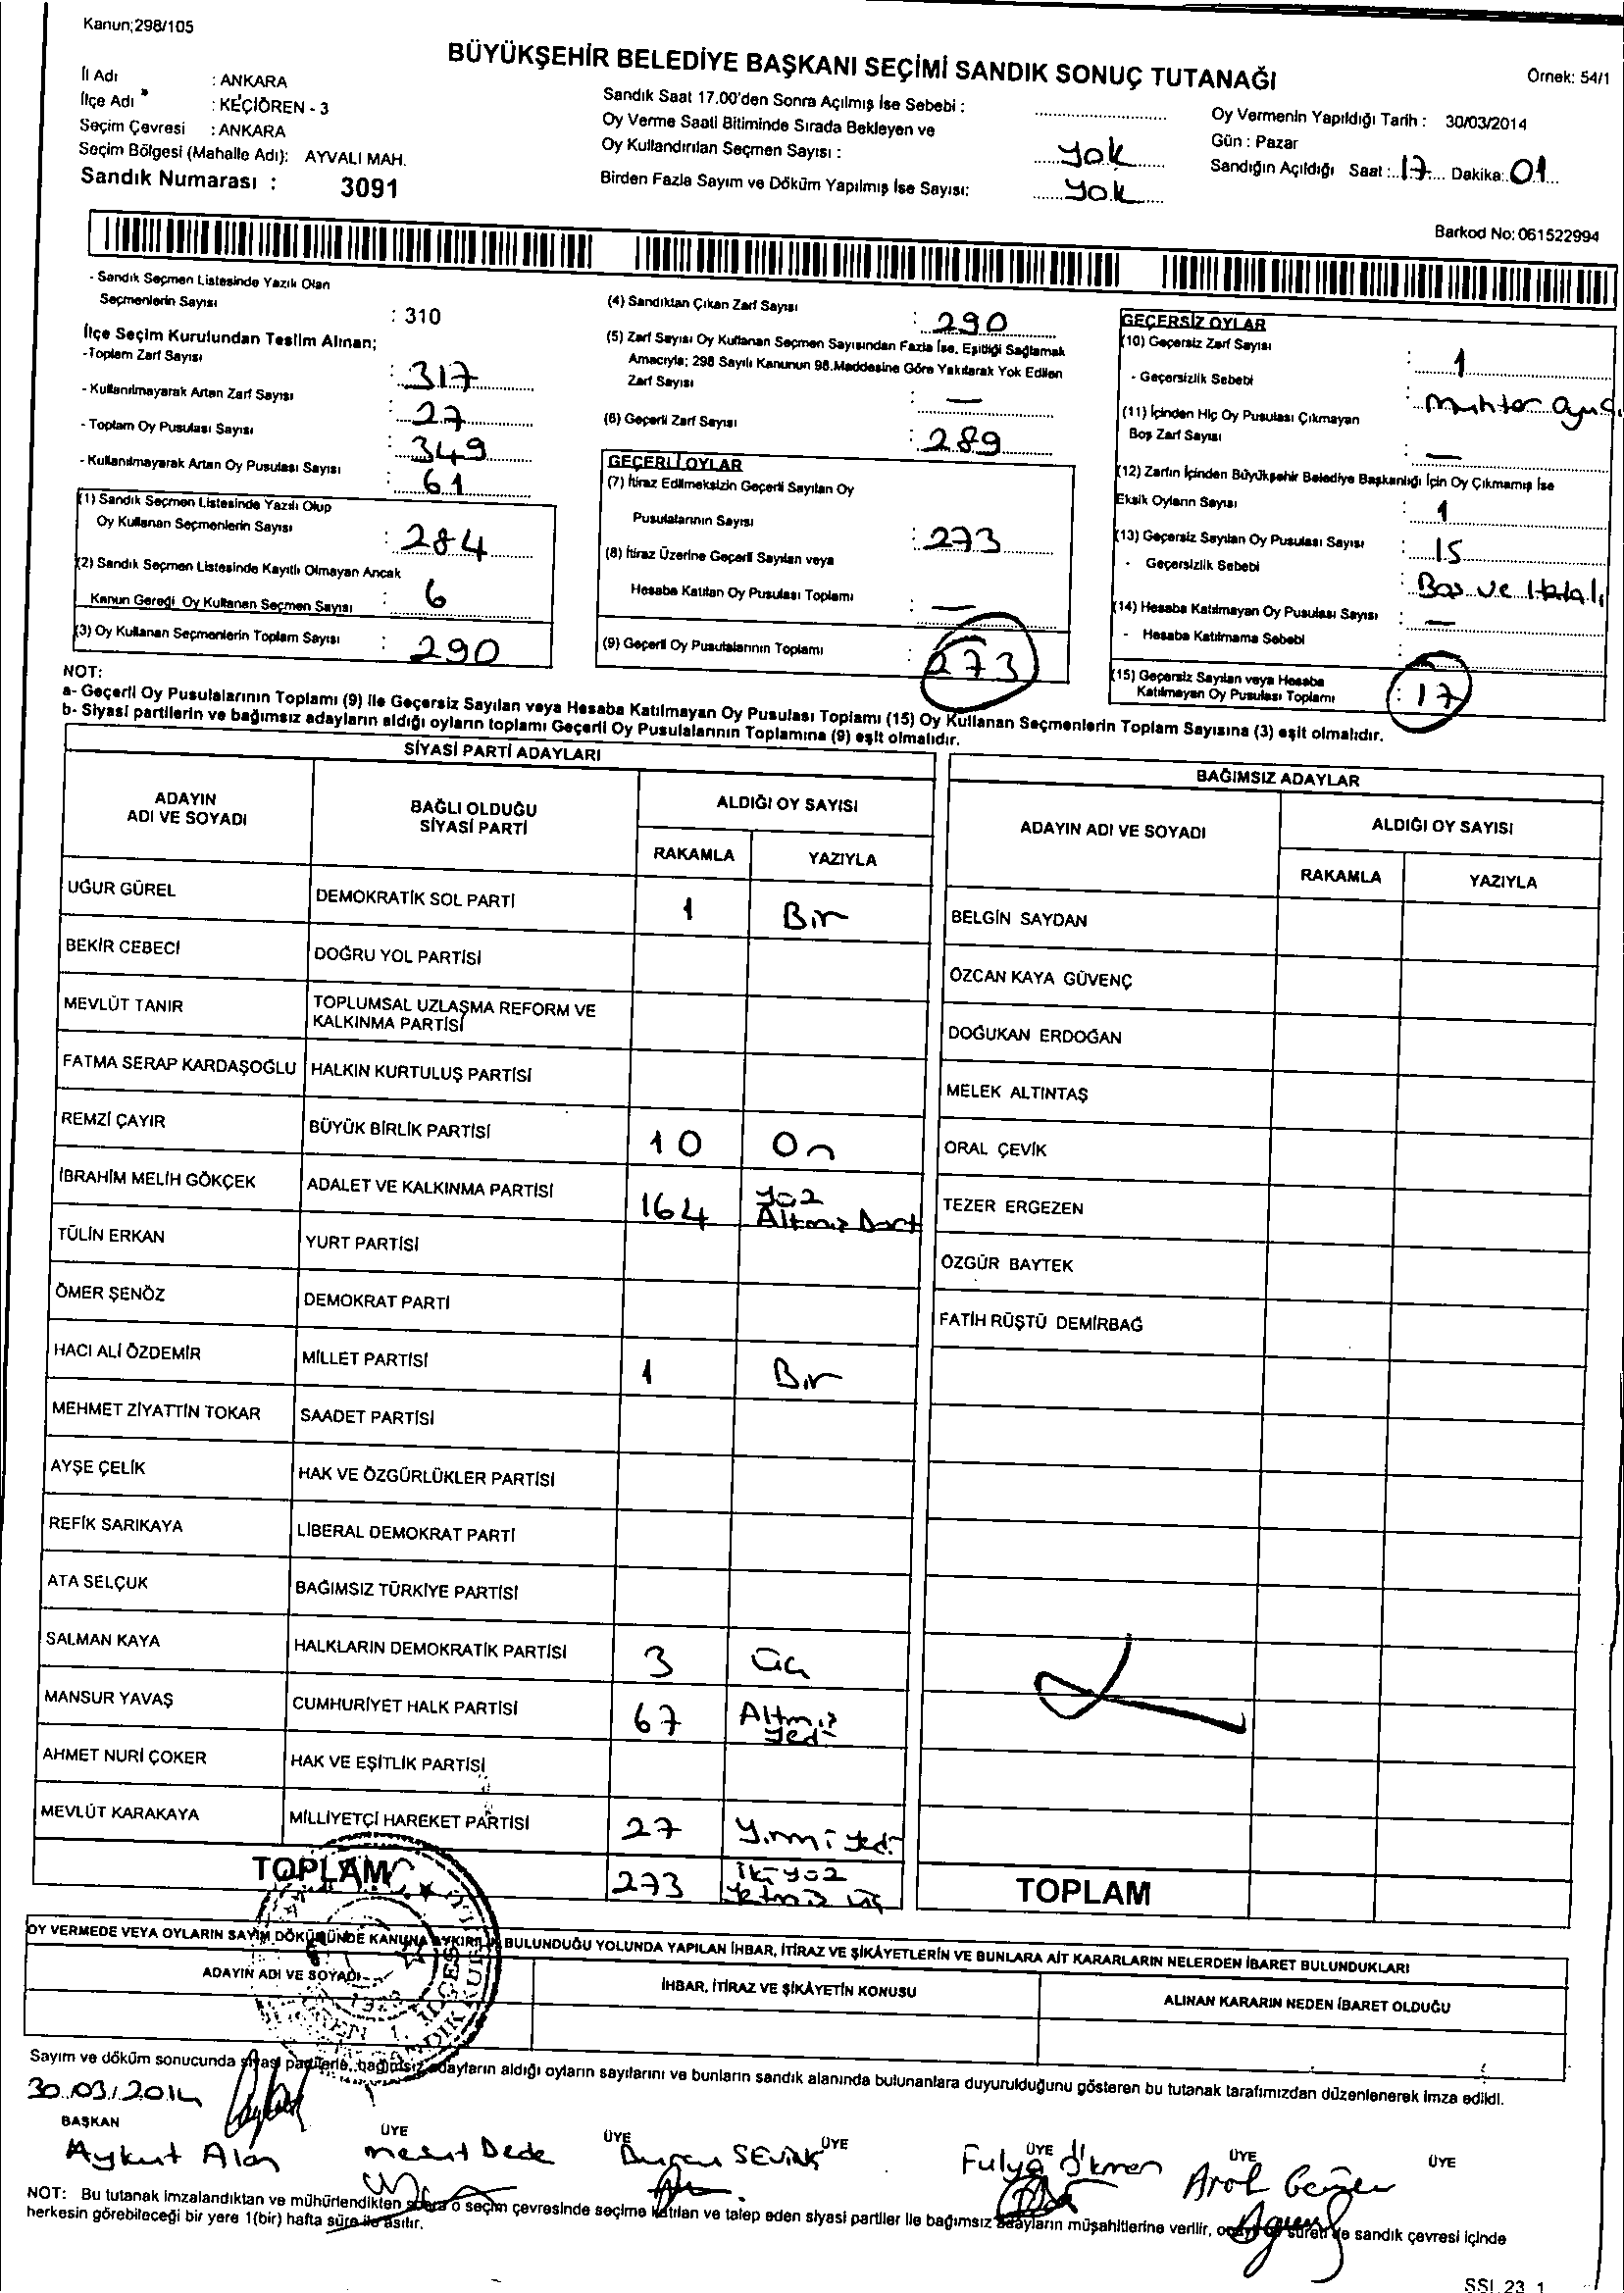 Kanun;298/105
BÜYÜKŞEHİR BELEDİYE BAŞKANI SEÇİMİ SANDIK SONUÇ TUTANAĞI
Örnek: 54/1
İl Adı : ANKARA
İlçe Adı : KEÇİÖREN - 3
Seçim Çevresi : ANKARA
Seçim Bölgesi (Mahalle Adı): AYVALI MAH.
Sandık Numarası : 3091
Sandık Saat 17.00'den Sonra Açılmış İse Sebebi :
Oy Verme Saati Bitiminde Sırada Bekleyen ve
Oy Kullandırılan Seçmen Sayısı : yok
Birden Fazla Sayım ve Döküm Yapılmış İse Sayısı: yok
Oy Vermenin Yapıldığı Tarih : 30/03/2014
Gün : Pazar
Sandığın Açıldığı Saat : 17 Dakika: 01
Barkod No: 061522994
- Sandık Seçmen Listesinde Yazılı Olan
Seçmenlerin Sayısı : 310
İlçe Seçim Kurulundan Teslim Alınan;
-Toplam Zarf Sayısı : 317
- Kullanılmayarak Artan Zarf Sayısı : 27
- Toplam Oy Pusulası Sayısı : 349
- Kullanılmayarak Artan Oy Pusulası Sayısı : 61
(1) Sandık Seçmen Listesinde Yazılı Olup
Oy Kullanan Seçmenlerin Sayısı : 284
(2) Sandık Seçmen Listesinde Kayıtlı Olmayan Ancak
Kanun Gereği Oy Kullanan Seçmen Sayısı : 6
(3) Oy Kullanan Seçmenlerin Toplam Sayısı : 290
(4) Sandıktan Çıkan Zarf Sayısı : 290
(5) Zarf Sayısı Oy Kullanan Seçmen Sayısından Fazla İse, Eşitliği Sağlamak
Amacıyla; 298 Sayılı Kanunun 98.Maddesine Göre Yakılarak Yok Edilen
Zarf Sayısı : —
(6) Geçerli Zarf Sayısı : 289
GEÇERLİ OYLAR
(7) İtiraz Edilmeksizin Geçerli Sayılan Oy
Pusulalarının Sayısı : 273
(8) İtiraz Üzerine Geçerli Sayılan veya
Hesaba Katılan Oy Pusulası Toplamı : —
(9) Geçerli Oy Pusulalarının Toplamı : 273
GEÇERSİZ OYLAR
(10) Geçersiz Zarf Sayısı : 1
- Geçersizlik Sebebi : Muhtar
(11) İçinden Hiç Oy Pusulası Çıkmayan
Boş Zarf Sayısı : —
(12) Zarfın İçinden Büyükşehir Belediye Başkanlığı İçin Oy Çıkmamış İse
Eksik Oyların Sayısı : 1
(13) Geçersiz Sayılan Oy Pusulası Sayısı : 15
- Geçersizlik Sebebi : Boş ve Hatalı
(14) Hesaba Katılmayan Oy Pusulası Sayısı : —
- Hesaba Katılmama Sebebi :
(15) Geçersiz Sayılan veya Hesaba
Katılmayan Oy Pusulası Toplamı : 17
NOT:
a- Geçerli Oy Pusulalarının Toplamı (9) ile Geçersiz Sayılan veya Hesaba Katılmayan Oy Pusulası Toplamı (15) Oy Kullanan Seçmenlerin Toplam Sayısına (3) eşit olmalıdır.
b- Siyasi partilerin ve bağımsız adayların aldığı oyların toplamı Geçerli Oy Pusulalarının Toplamına (9) eşit olmalıdır.
SİYASİ PARTİ ADAYLARI
ADAYIN ADI VE SOYADI BAĞLI OLDUĞU SİYASİ PARTİ ALDIĞI OY SAYISI
RAKAMLA YAZIYLA
UĞUR GÜREL DEMOKRATİK SOL PARTİ 1 Bir
BEKİR CEBECİ DOĞRU YOL PARTİSİ
MEVLÜT TANIR TOPLUMSAL UZLAŞMA REFORM VE
KALKINMA PARTİSİ
FATMA SERAP KARDAŞOĞLU HALKIN KURTULUŞ PARTİSİ
REMZİ ÇAYIR BÜYÜK BİRLİK PARTİSİ 10 On
İBRAHİM MELİH GÖKÇEK ADALET VE KALKINMA PARTİSİ 164 yüz Altmış Dört
TÜLİN ERKAN YURT PARTİSİ
ÖMER ŞENÖZ DEMOKRAT PARTİ
HACI ALİ ÖZDEMİR MİLLET PARTİSİ 1 Bir
MEHMET ZİYATTİN TOKAR SAADET PARTİSİ
AYŞE ÇELİK HAK VE ÖZGÜRLÜKLER PARTİSİ
REFİK SARIKAYA LİBERAL DEMOKRAT PARTİ
ATA SELÇUK BAĞIMSIZ TÜRKİYE PARTİSİ
SALMAN KAYA HALKLARIN DEMOKRATİK PARTİSİ 3 üç
MANSUR YAVAŞ CUMHURİYET HALK PARTİSİ 67 Altmış yedi
AHMET NURİ ÇOKER HAK VE EŞİTLİK PARTİSİ
MEVLÜT KARAKAYA MİLLİYETÇİ HAREKET PARTİSİ 27 yirmi yedi
TOPLAM 273 iki yüz yetmiş üç
BAĞIMSIZ ADAYLAR
ADAYIN ADI VE SOYADI ALDIĞI OY SAYISI
RAKAMLA YAZIYLA
BELGİN SAYDAN
ÖZCAN KAYA GÜVENÇ
DOĞUKAN ERDOĞAN
MELEK ALTINTAŞ
ORAL ÇEVİK
TEZER ERGEZEN
ÖZGÜR BAYTEK
FATİH RÜŞTÜ DEMİRBAĞ
TOPLAM
OY VERMEDE VEYA OYLARIN SAYIM DÖKÜMÜNDE KANUNA AYKIRILIK BULUNDUĞU YOLUNDA YAPILAN İHBAR, İTİRAZ VE ŞİKÂYETLERİN VE BUNLARA AİT KARARLARIN NELERDEN İBARET BULUNDUKLARI
ADAYIN ADI VE SOYADI İHBAR, İTİRAZ VE ŞİKÂYETİN KONUSU ALINAN KARARIN NEDEN İBARET OLDUĞU
Sayım ve döküm sonucunda siyasi partilerle, bağımsız adayların aldığı oyların sayılarını ve bunların sandık alanında bulunanlara duyurulduğunu gösteren bu tutanak tarafımızdan düzenlenerek imza edildi.
30.03.2014
BAŞKAN ÜYE ÜYE ÜYE ÜYE ÜYE ÜYE
Aykut Alan Mesut Dede SEVİNÇ Fulya
NOT: Bu tutanak imzalandıktan ve mühürlendikten sonra o seçim çevresinde seçime katılan ve talep eden siyasi partiler ile bağımsız adayların müşahitlerine verilir, onaylı bir sureti de sandık çevresi içinde
herkesin görebileceği bir yere 1(bir) hafta süre ile asılır.
SSI. 23 1